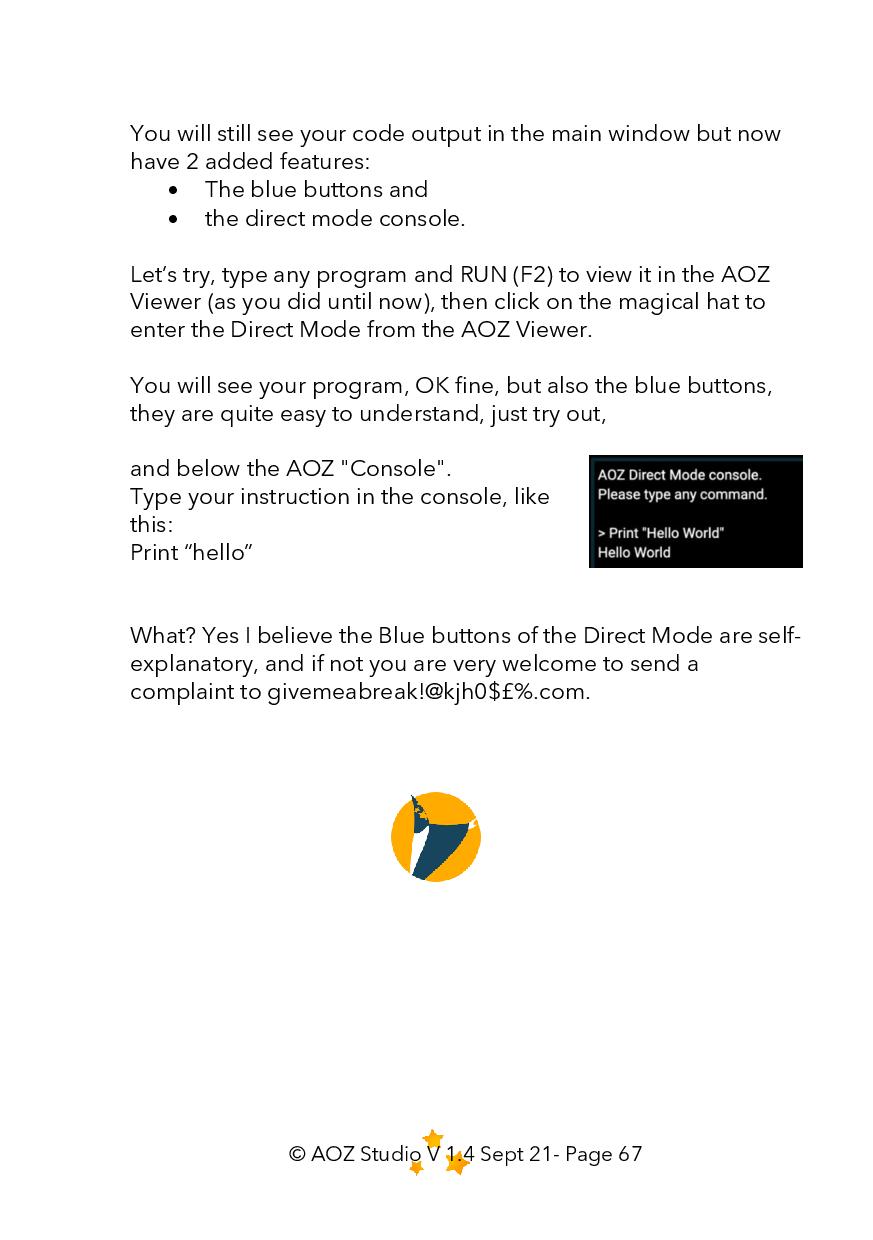 You will still see your code output in the main window but now
have 2 added features:
• The blue buttons and
• the direct mode console.
Let’s try, type any program and RUN (F2) to view it in the AOZ
Viewer (as you did until now), then click on the magical hat to
enter the Direct Mode from the AOZ Viewer.
You will see your program, OK fine, but also the blue buttons,
they are quite easy to understand, just try out,
and below the AOZ "Console".
Type your instruction in the console, like
this:
Print “hello”
AOZ Direct Mode console.
Please type any command.
> Print "Hello World"
Hello World
What? Yes I believe the Blue buttons of the Direct Mode are self-
explanatory, and if not you are very welcome to send a
complaint to givemeabreak!@kjh0$£%.com.
© AOZ Studio V 1.4 Sept 21- Page 67